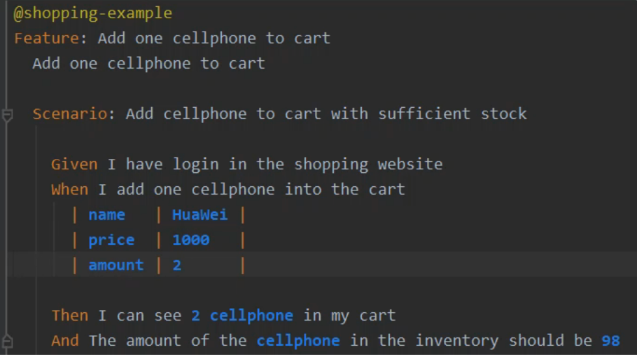 @shopping-example
Feature: Add one cellphone to cart
Add one cellphone to cart
Scenario: Add cellphone to cart with sufficient stock
Given I have login in the shopping website
When I add one cellphone into the cart
| name | HuaWei |
| price | 1000 |
| amount | 2 |
Then I can see 2 cellphone in my cart
And The amount of the cellphone in the inventory should be 98